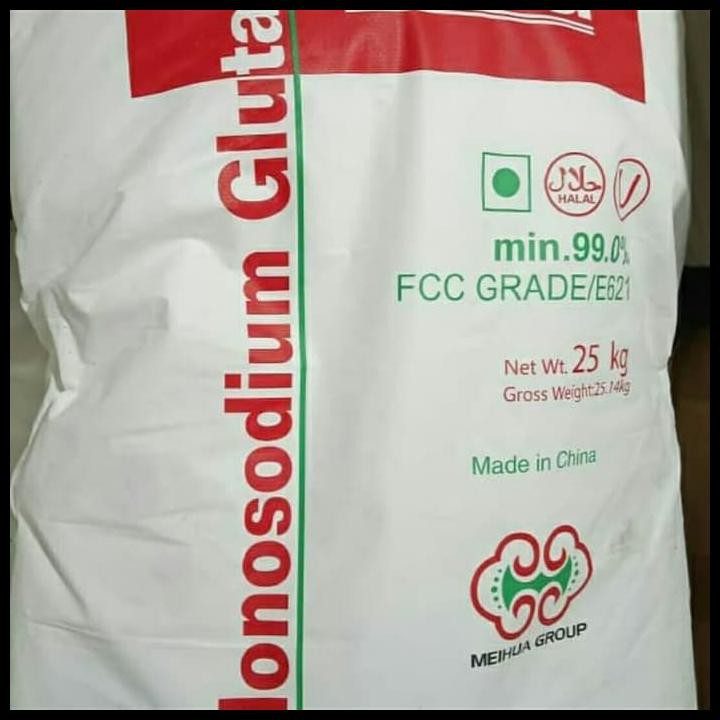 onosodium Gluta
حلال
HALAL
min.99.0%
FCC GRADE/E621
Net Wt. 25 kg
Gross Weight:25.14kg
Made in China
MEIHUA GROUP